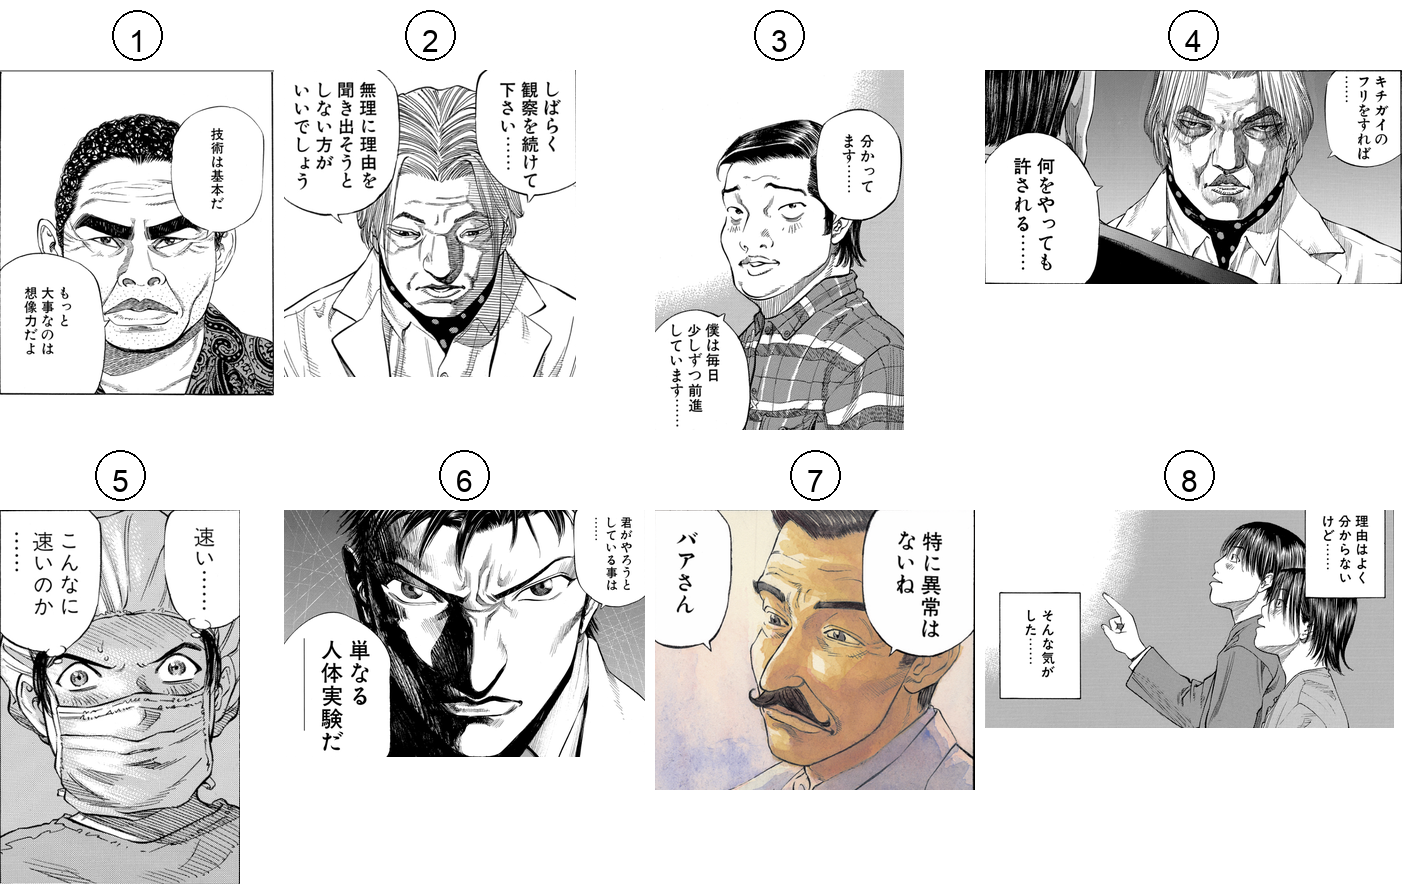 1
技術は基本だ
もっと
大事なのは
想像力だよ
2
しばらく
観察を続けて
下さい……
無理に理由を
聞き出そうと
しない方が
いいでしょう
3
分かって
ます……
僕は毎日
少しずつ前進
しています……
4
キチガイの
フリをすれば
……
何をやっても
許される……
5
速い……
こんなに
速いのか
……
6
君がやろうと
している事は
……
単なる
人体実験だ
7
特に異常は
ないね
バアさん
8
理由はよく
分からない
けど……
そんな気が
した……